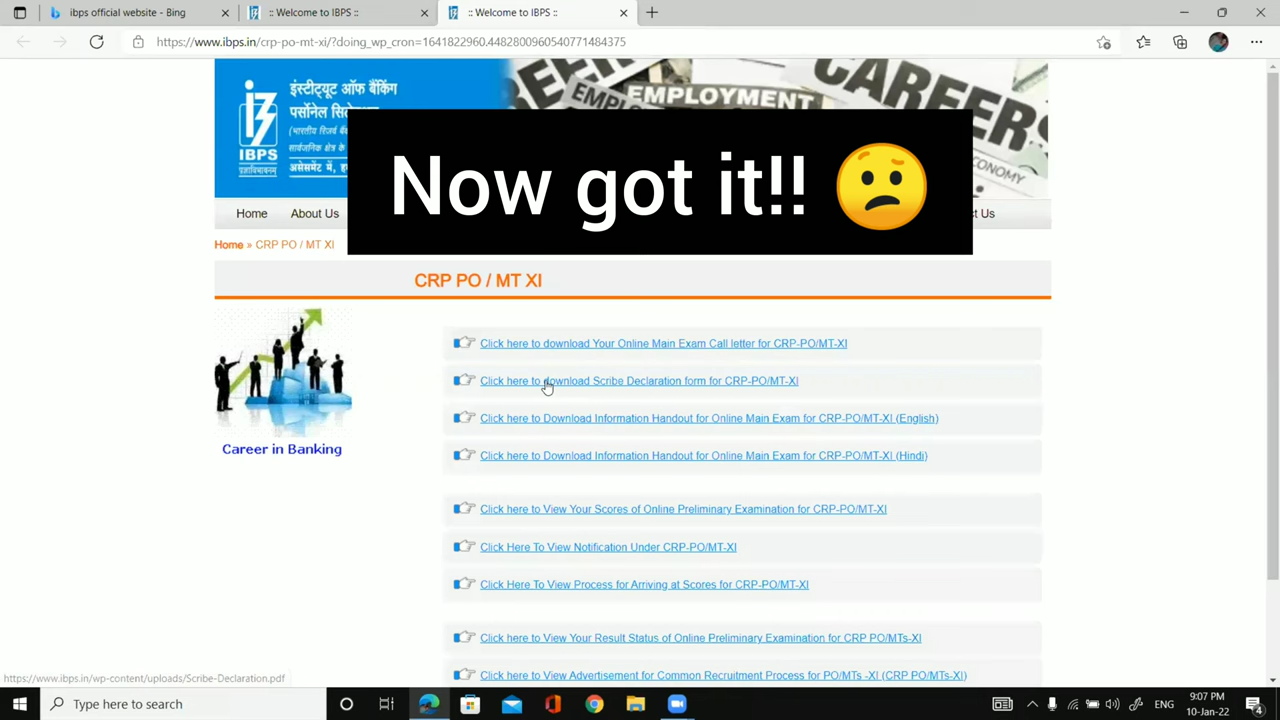 ibps official website - Bing
:: Welcome to IBPS ::
:: Welcome to IBPS ::
https://www.ibps.in/crp-po-mt-xi/?doing_wp_cron=1641822960.4482800960540771484375
इंस्टीट्यूट ऑफ बैंकिंग
पर्सोनेल सिले
IBPS
EMPLOYMENT
CAREER
ECONOMY
Now got it!! 😟
Home
About Us
t Us
Home » CRP PO / MT XI
CRP PO / MT XI
Click here to download Your Online Main Exam Call letter for CRP-PO/MT-XI
Click here to download Scribe Declaration form for CRP-PO/MT-XI
Click here to Download Information Handout for Online Main Exam for CRP-PO/MT-XI (English)
Click here to Download Information Handout for Online Main Exam for CRP-PO/MT-XI (Hindi)
Career in Banking
Click here to View Your Scores of Online Preliminary Examination for CRP-PO/MT-XI
Click Here To View Notification Under CRP-PO/MT-XI
Click Here To View Process for Arriving at Scores for CRP-PO/MT-XI
Click here to View Your Result Status of Online Preliminary Examination for CRP PO/MTs-XI
Click here to View Advertisement for Common Recruitment Process for PO/MTs -XI (CRP PO/MTs-XI)
https://www.ibps.in/wp-content/uploads/Scribe-Declaration.pdf
Type here to search
ENG
9:07 PM
10-Jan-22
4